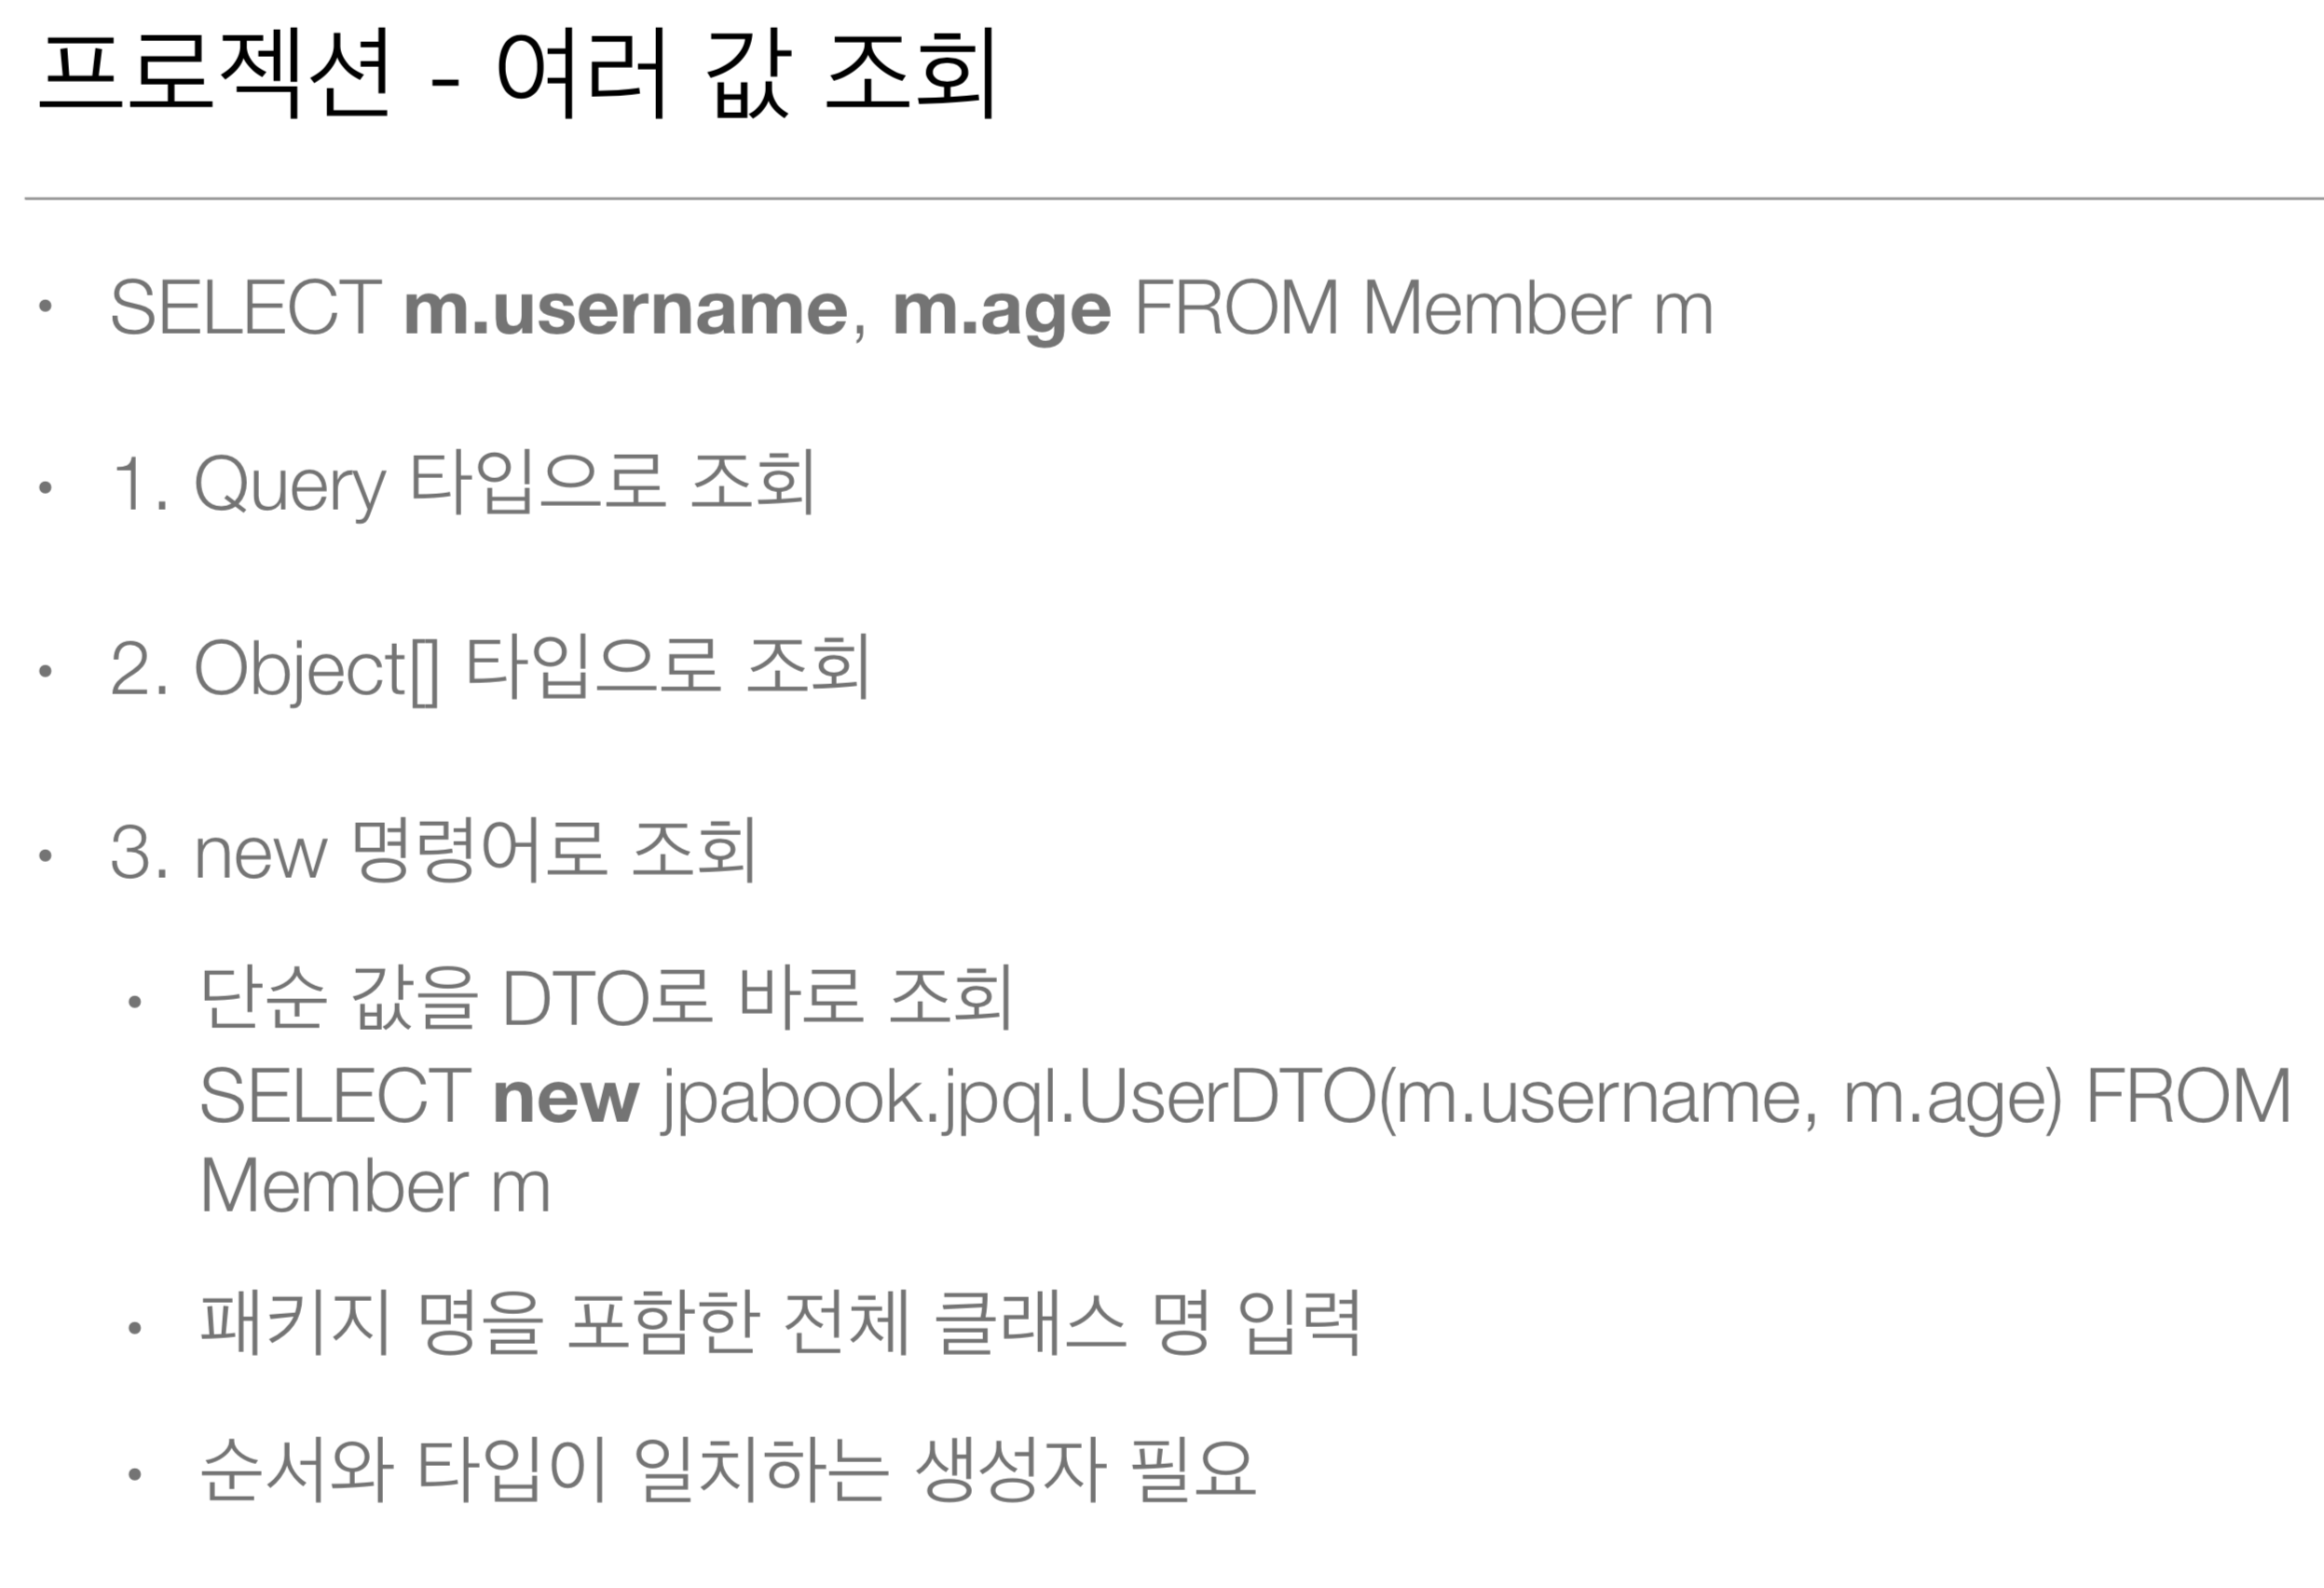 프로젝션 - 여러 값 조회
• SELECT m.username, m.age FROM Member m
• 1. Query 타입으로 조회
• 2. Object[] 타입으로 조회
• 3. new 명령어로 조회
• 단순 값을 DTO로 바로 조회
SELECT new jpabook.jpql.UserDTO(m.username, m.age) FROM
Member m
• 패키지 명을 포함한 전체 클래스 명 입력
• 순서와 타입이 일치하는 생성자 필요